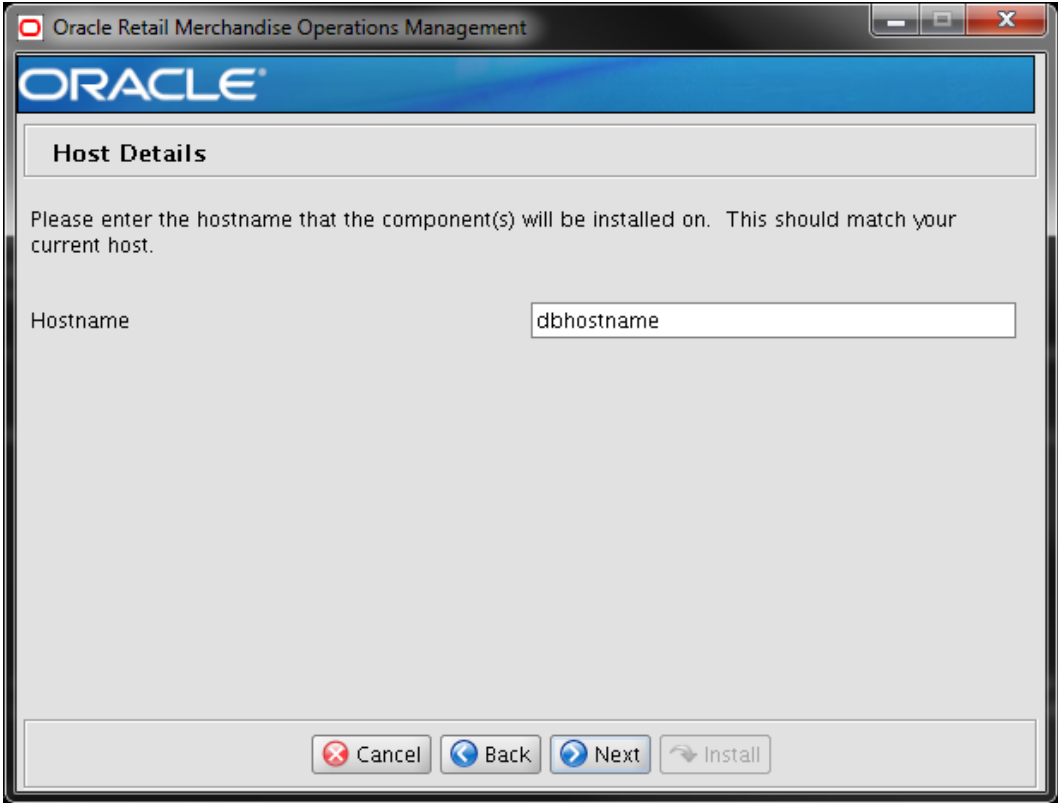 Oracle Retail Merchandise Operations Management
ORACLE®
Host Details
Please enter the hostname that the component(s) will be installed on.  This should match your
current host.
Hostname
dbhostname
Cancel
Back
Next
Install